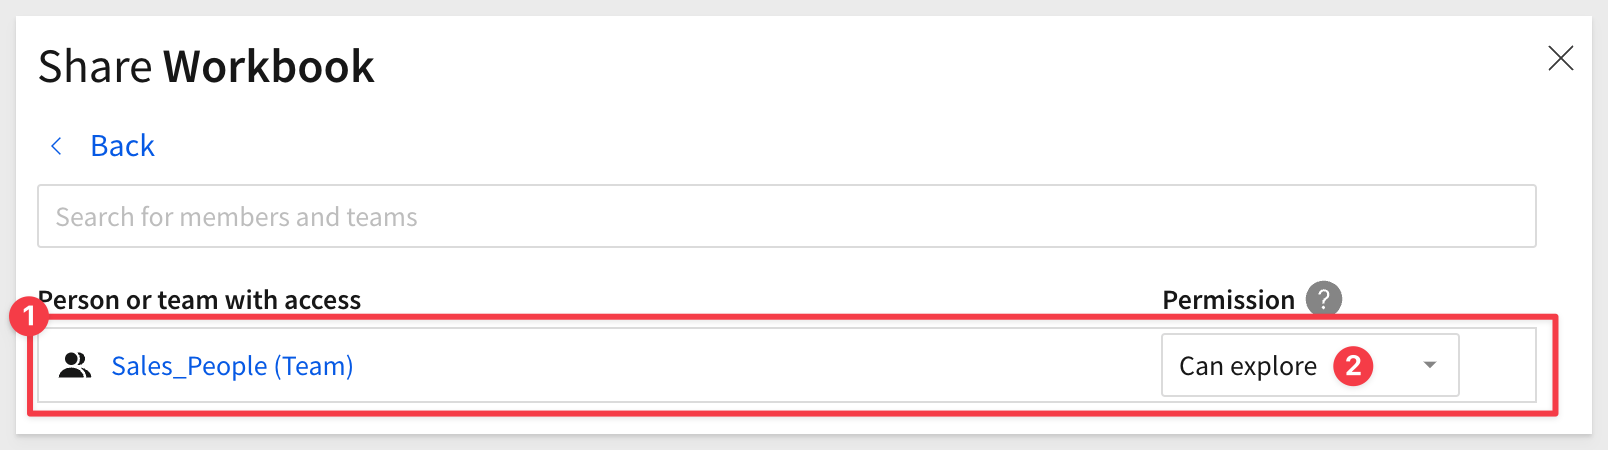 Share Workbook
Back
Search for members and teams
Person or team with access
Permission ?
1
Sales_People (Team)
Can explore 2